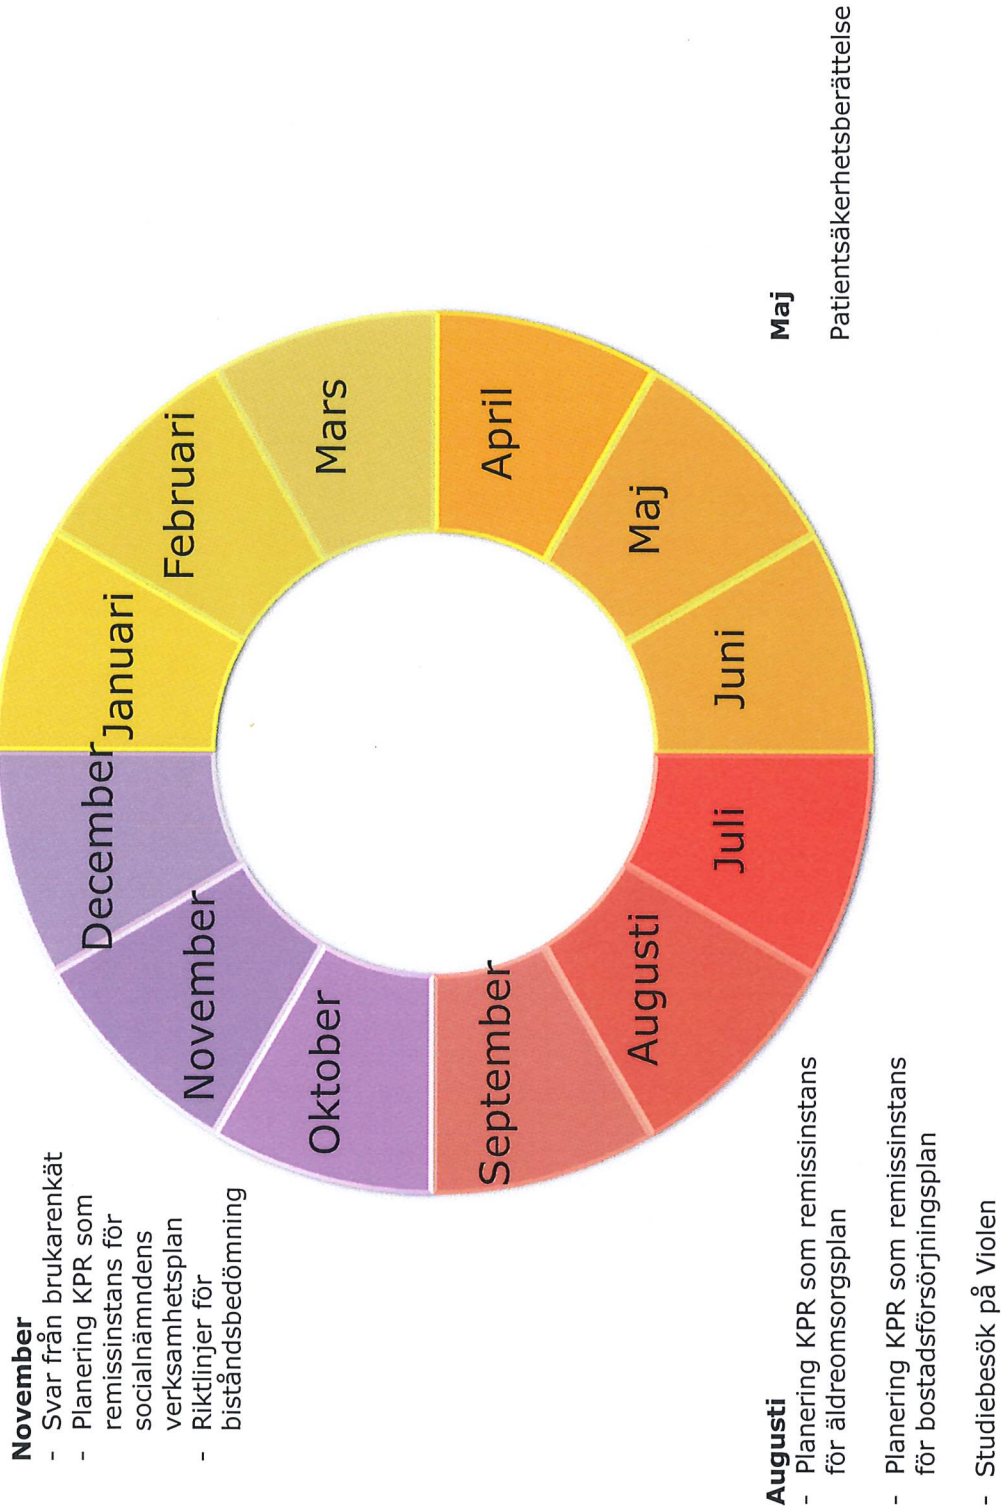 November
- Svar från brukarenkät
- Planering KPR som
remissinstans för
socialnämndens
verksamhetsplan
- Riktlinjer för
biståndsbedömning
December
Januari
Februari
Mars
April
Maj
Juni
Juli
Augusti
September
Oktober
November
Augusti
- Planering KPR som remissinstans
för äldreomsorgsplan
- Planering KPR som remissinstans
för bostadsförsörjningsplan
- Studiebesök på Violen
Maj
Patientsäkerhetsberättelse